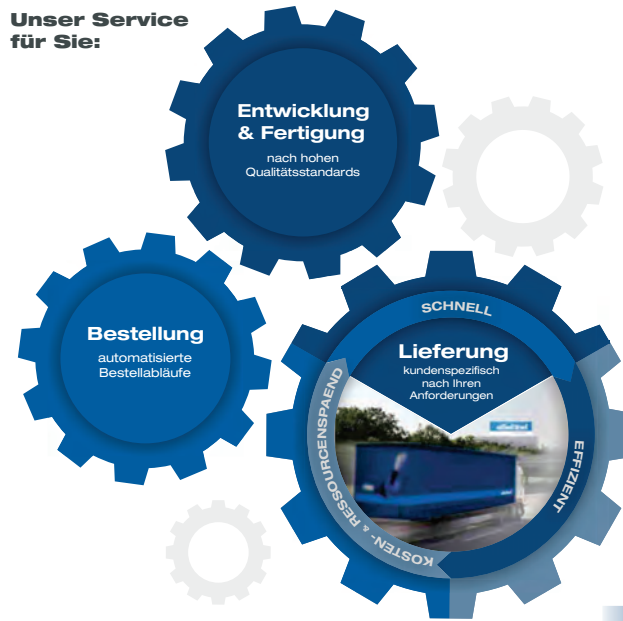 Unser Service
für Sie:
Entwicklung
& Fertigung
nach hohen
Qualitätsstandards
Bestellung
automatisierte
Bestellabläufe
SCHNELL
Lieferung
kundenspezifisch
nach Ihren
Anforderungen
EFFIZIENT
KOSTEN- & RESSOURCENSPAEND